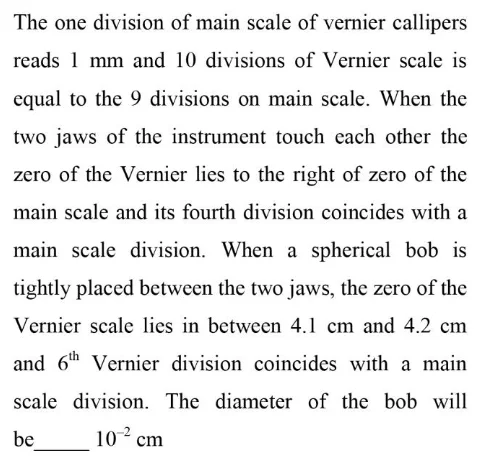 The one division of main scale of vernier callipers
reads 1 mm and 10 divisions of Vernier scale is
equal to the 9 divisions on main scale. When the
two jaws of the instrument touch each other the
zero of the Vernier lies to the right of zero of the
main scale and its fourth division coincides with a
main scale division. When a spherical bob is
tightly placed between the two jaws, the zero of the
Vernier scale lies in between 4.1 cm and 4.2 cm
and 6th Vernier division coincides with a main
scale division. The diameter of the bob will
be_____ 10⁻² cm